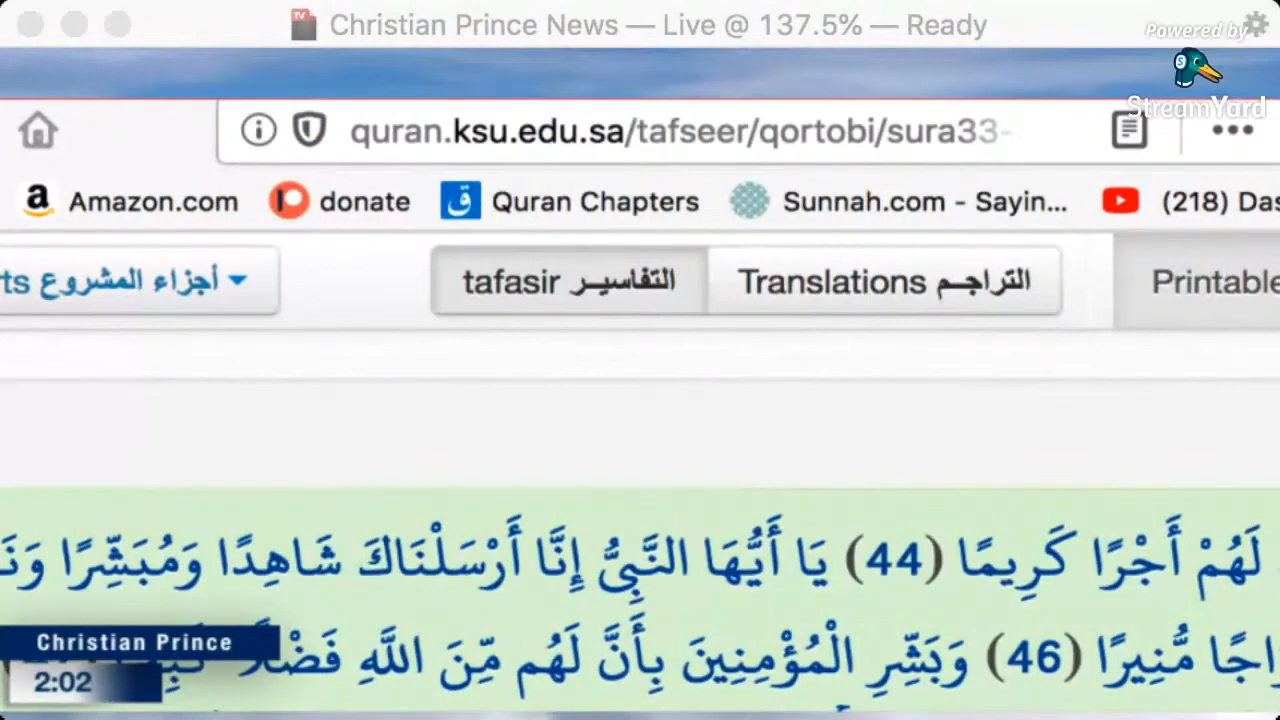 Christian Prince News — Live @ 137.5% — Ready
Powered by
StreamYard
quran.ksu.edu.sa/tafseer/qortobi/sura33-
Amazon.com donate Quran Chapters Sunnah.com - Sayin... (218) Das
ts أجزاء المشروع tafasir التفاسير Translations التراجم Printable
لَهُمْ أَجْرًا كَرِيمًا (44) يَا أَيُّهَا النَّبِيُّ إِنَّا أَرْسَلْنَاكَ شَاهِدًا وَمُبَشِّرًا
مُّنِيرًا (46) وَبَشِّرِ الْمُؤْمِنِينَ بِأَنَّ لَهُم مِّنَ اللَّهِ فَضْلًا
Christian Prince
2:02